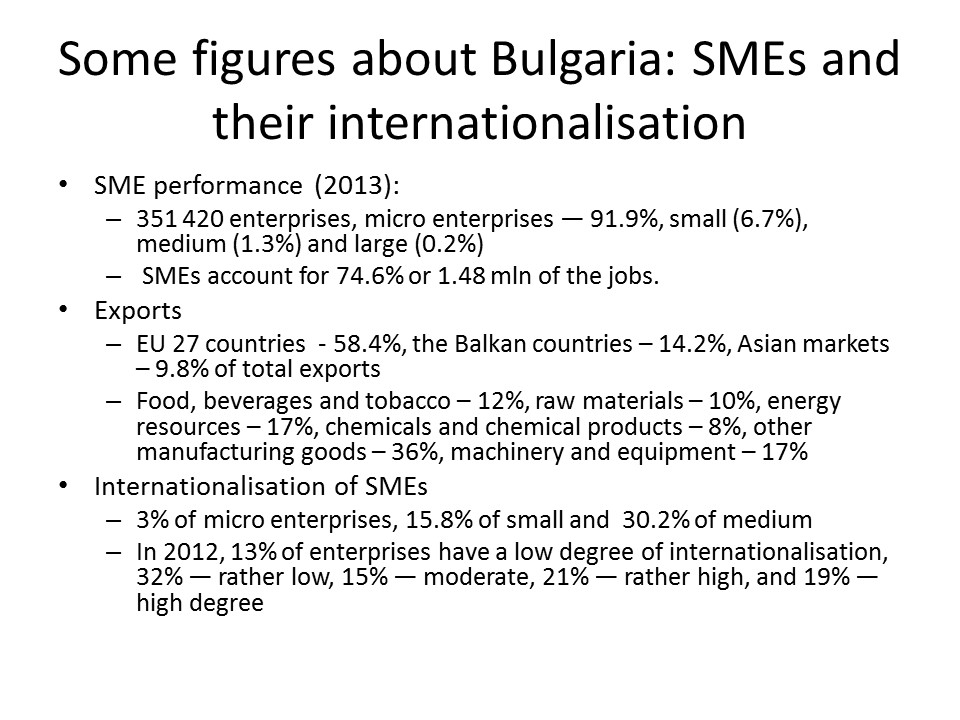 Some figures about Bulgaria: SMEs and
their internationalisation
• SME performance (2013):
– 351 420 enterprises, micro enterprises — 91.9%, small (6.7%),
medium (1.3%) and large (0.2%)
– SMEs account for 74.6% or 1.48 mln of the jobs.
• Exports
– EU 27 countries - 58.4%, the Balkan countries – 14.2%, Asian markets
– 9.8% of total exports
– Food, beverages and tobacco – 12%, raw materials – 10%, energy
resources – 17%, chemicals and chemical products – 8%, other
manufacturing goods – 36%, machinery and equipment – 17%
• Internationalisation of SMEs
– 3% of micro enterprises, 15.8% of small and 30.2% of medium
– In 2012, 13% of enterprises have a low degree of internationalisation,
32% — rather low, 15% — moderate, 21% — rather high, and 19% —
high degree